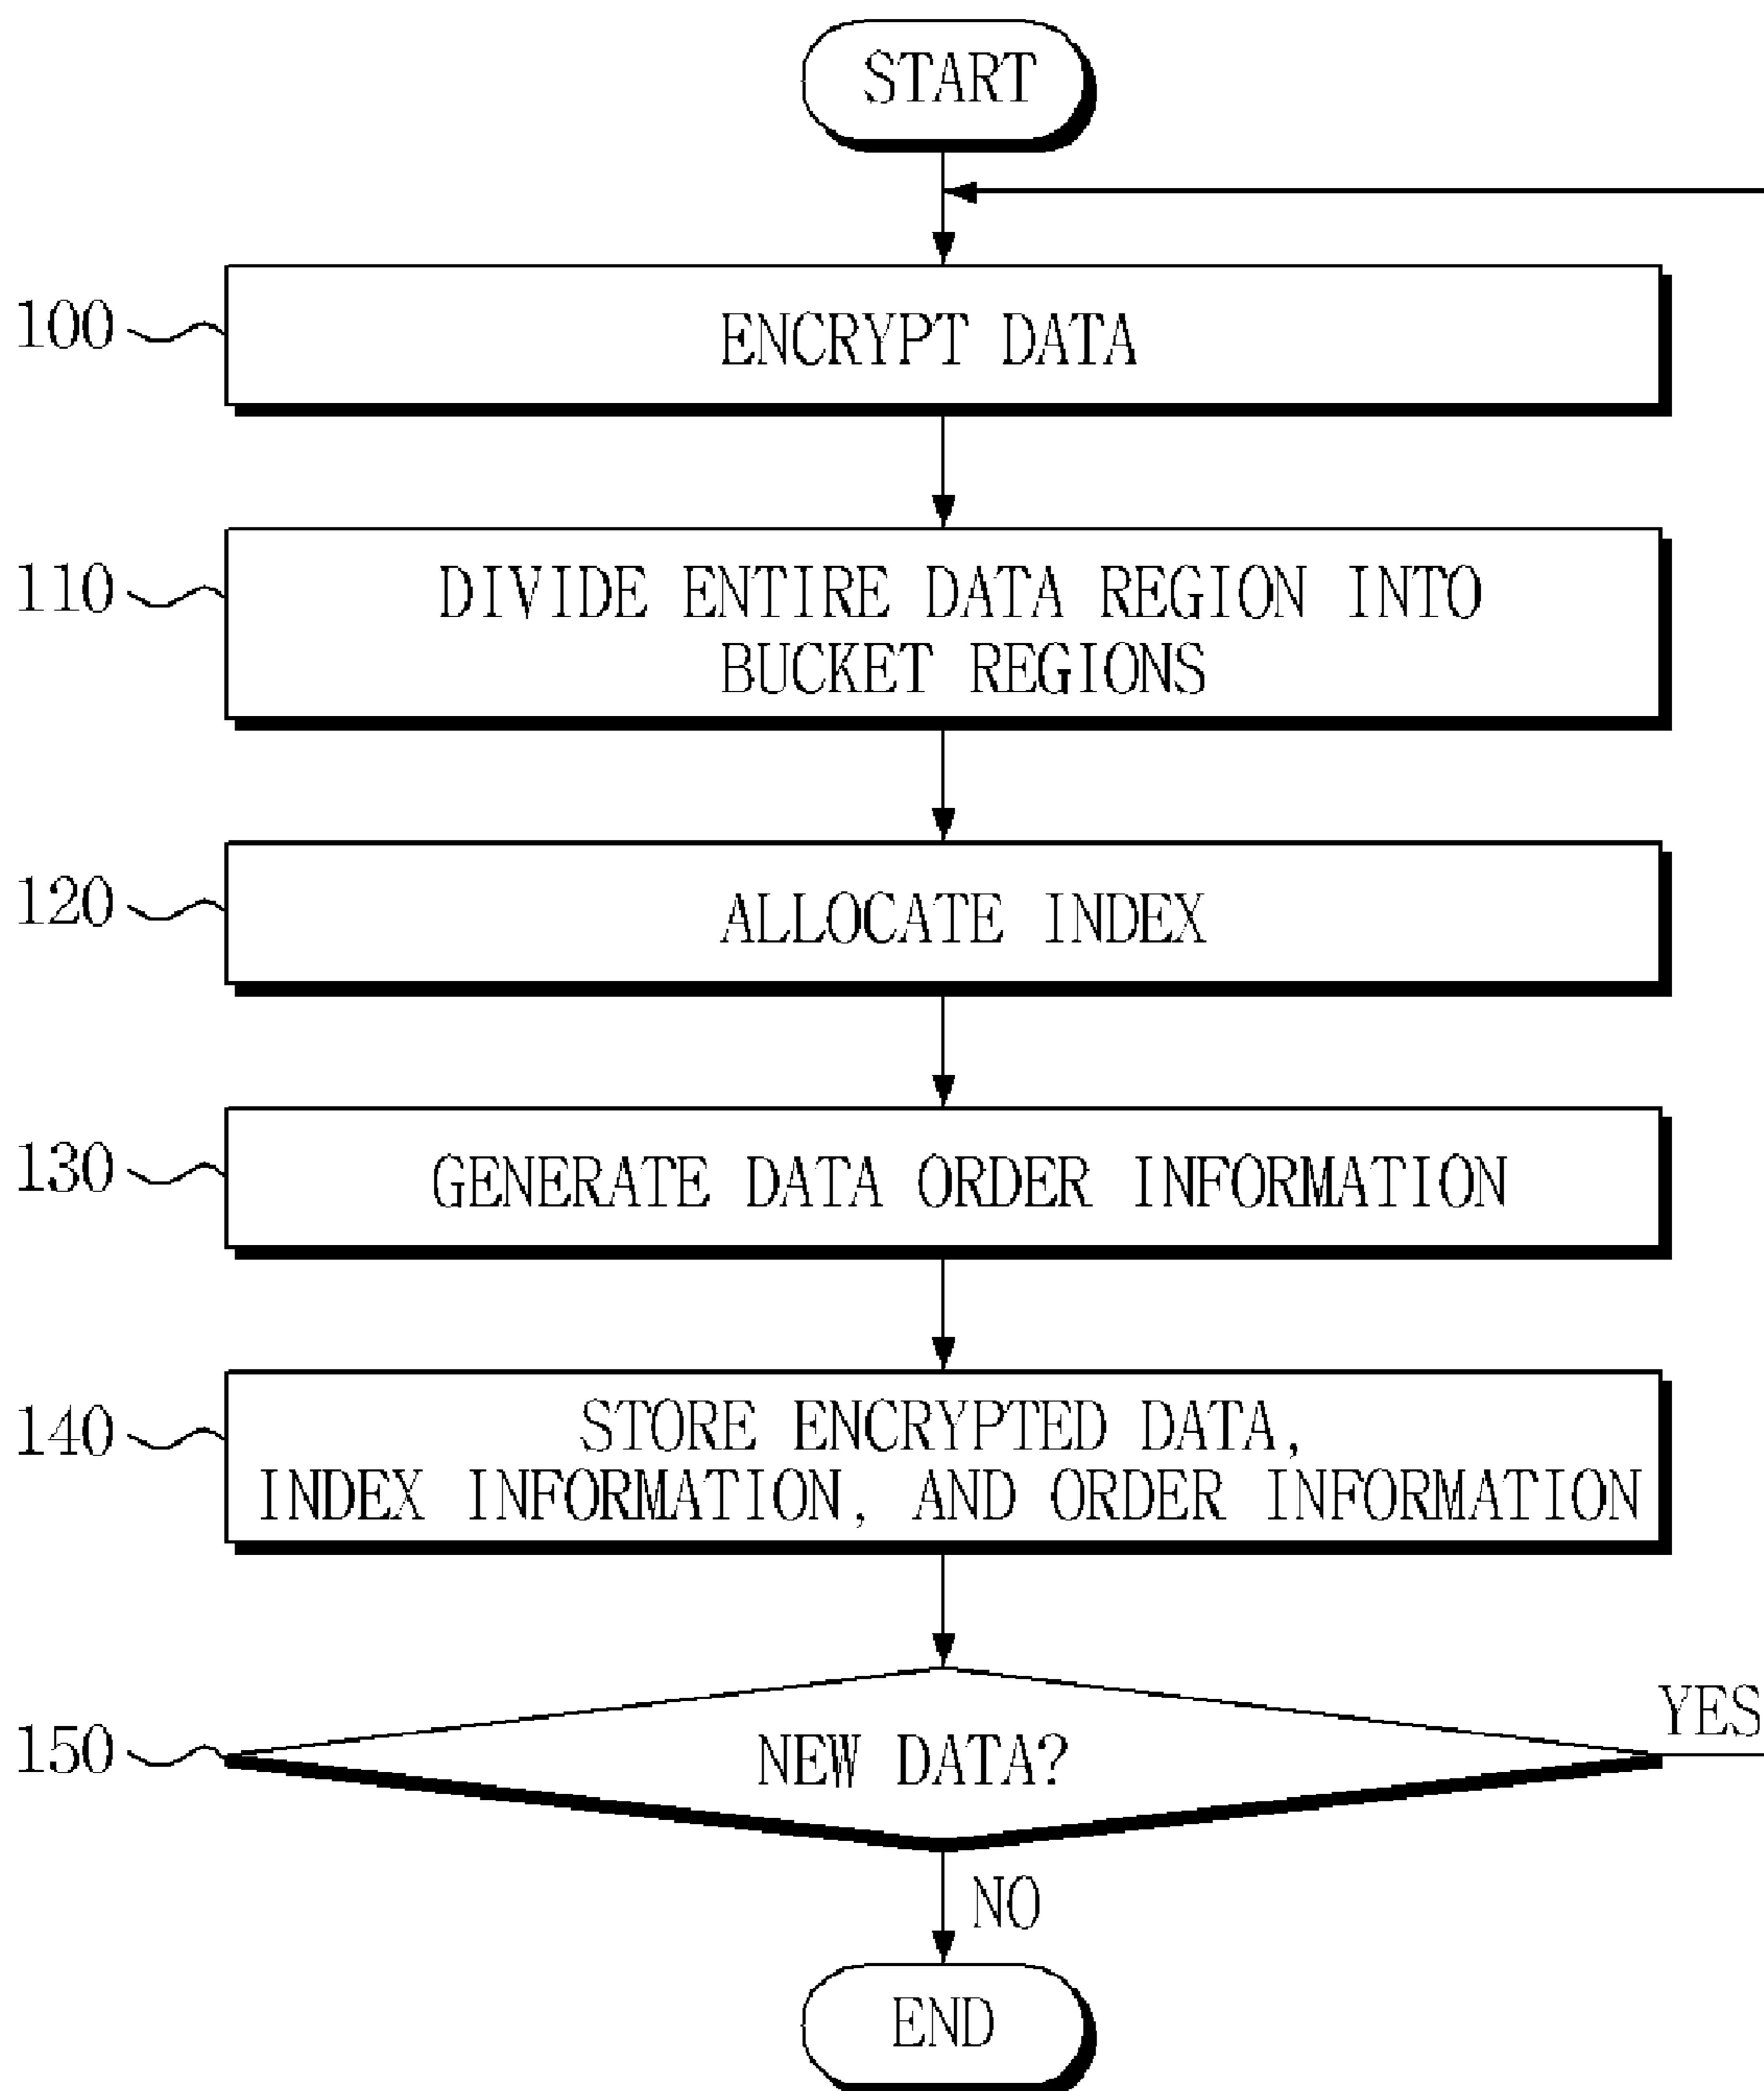 START
100
ENCRYPT DATA
110
DIVIDE ENTIRE DATA REGION INTO
BUCKET REGIONS
120
ALLOCATE INDEX
130
GENERATE DATA ORDER INFORMATION
140
STORE ENCRYPTED DATA,
INDEX INFORMATION, AND ORDER INFORMATION
150
NEW DATA?
YES
NO
END